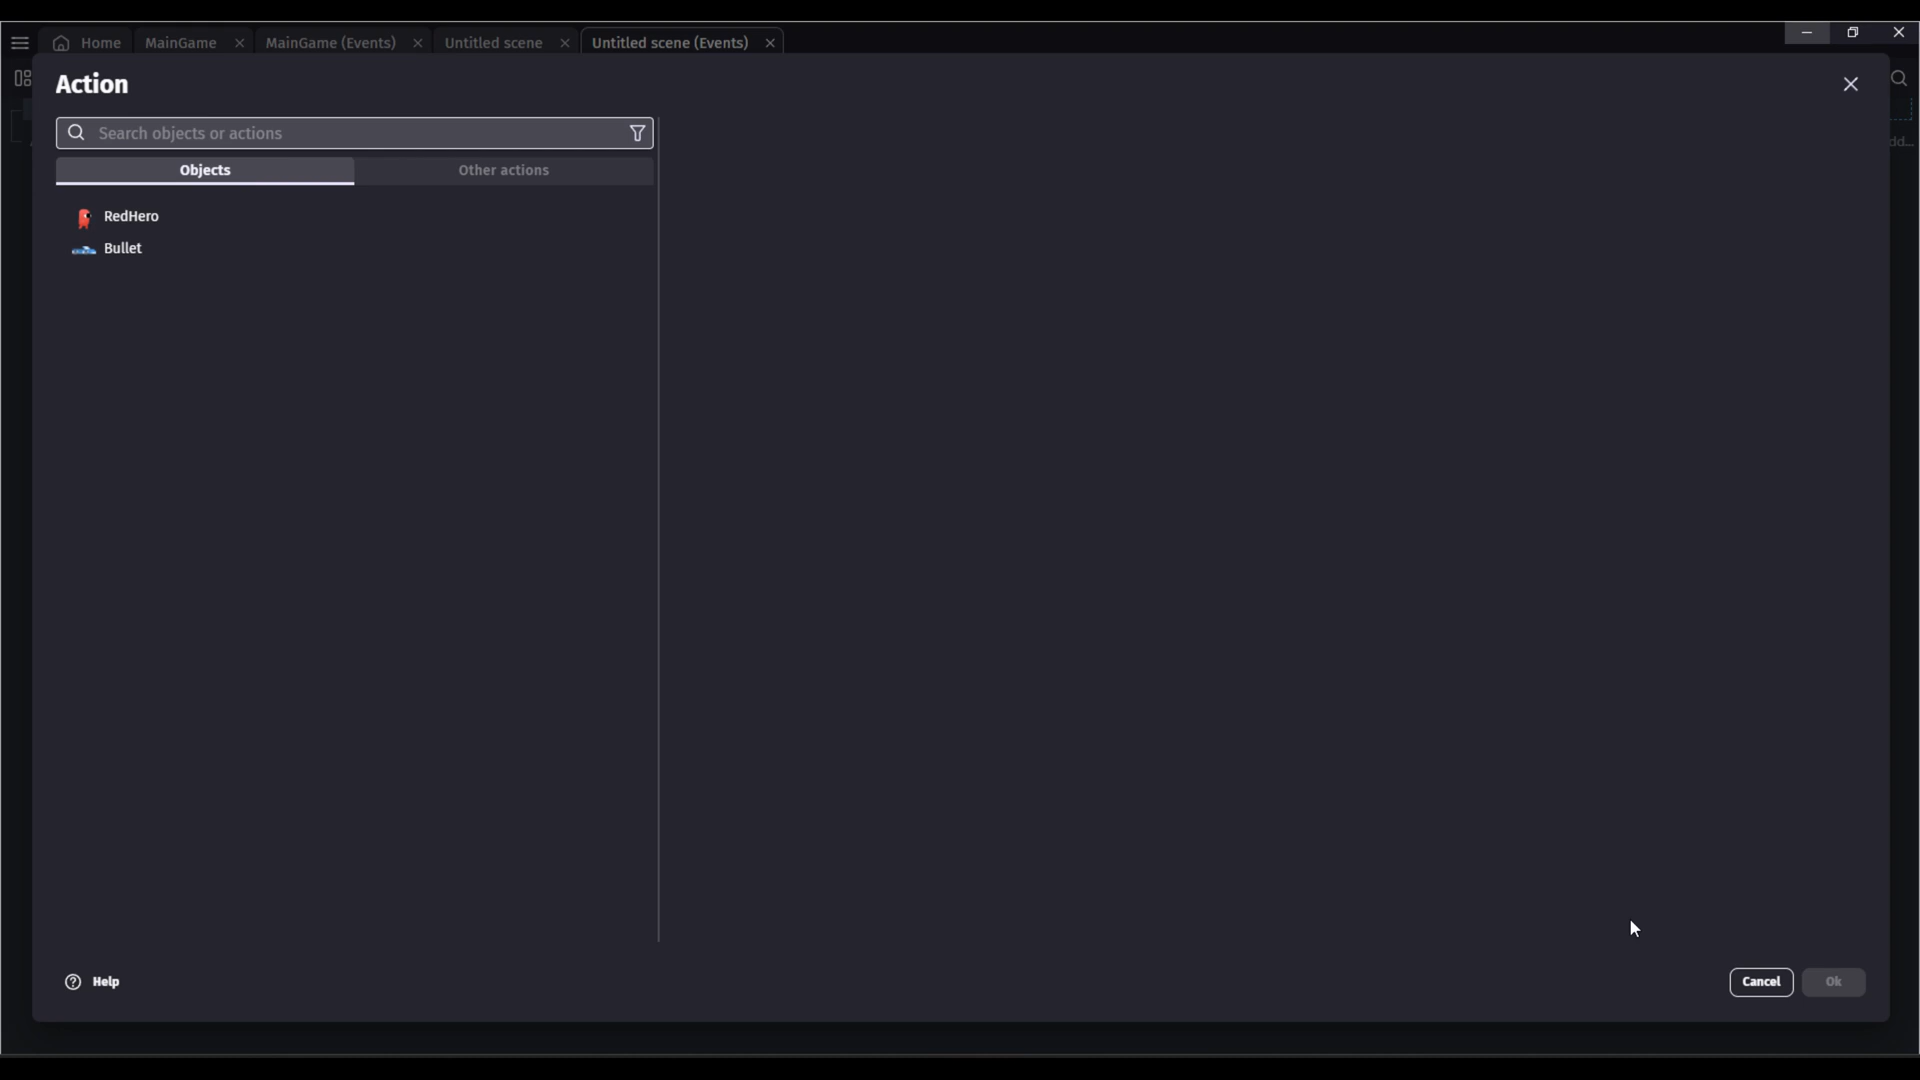 Home
MainGame
MainGame (Events)
Untitled scene
Untitled scene (Events)
Action
Search objects or actions
Objects
Other actions
RedHero
Bullet
dd...
Help
Cancel
Ok